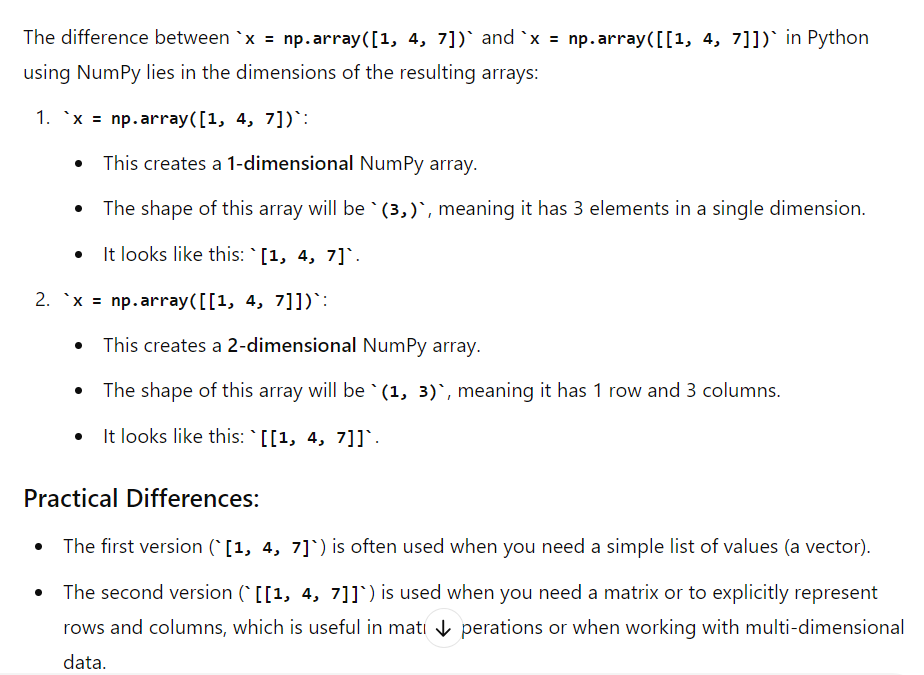 The difference between `x = np.array([1, 4, 7])` and `x = np.array([[1, 4, 7]])` in Python
using NumPy lies in the dimensions of the resulting arrays:
1. `x = np.array([1, 4, 7])`:
• This creates a 1-dimensional NumPy array.
• The shape of this array will be `(3,)`, meaning it has 3 elements in a single dimension.
• It looks like this: `[1, 4, 7]`.
2. `x = np.array([[1, 4, 7]])`:
• This creates a 2-dimensional NumPy array.
• The shape of this array will be `(1, 3)`, meaning it has 1 row and 3 columns.
• It looks like this: `[[1, 4, 7]]`.
Practical Differences:
• The first version (`[1, 4, 7]`) is often used when you need a simple list of values (a vector).
• The second version (`[[1, 4, 7]]`) is used when you need a matrix or to explicitly represent
rows and columns, which is useful in or when working with multi-dimensional
data.